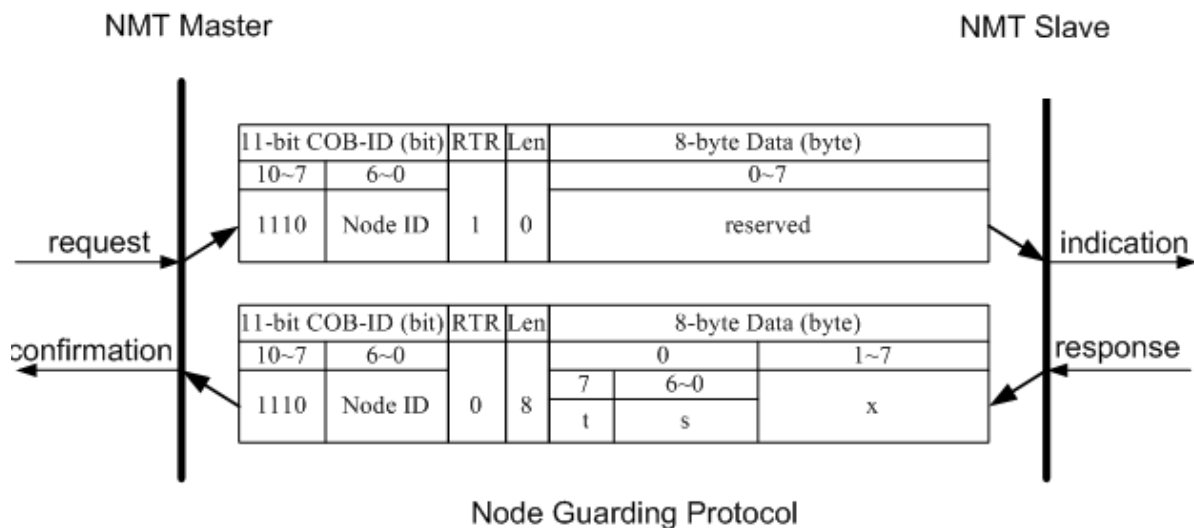 NMT Master NMT Slave
11-bit COB-ID (bit) RTR Len 8-byte Data (byte)
10~7 6~0 0~7
1110 Node ID 1 0 reserved
request indication
11-bit COB-ID (bit) RTR Len 8-byte Data (byte)
confirmation response
10~7 6~0 0 1~7
7 6~0
1110 Node ID 0 8 x
t s
Node Guarding Protocol